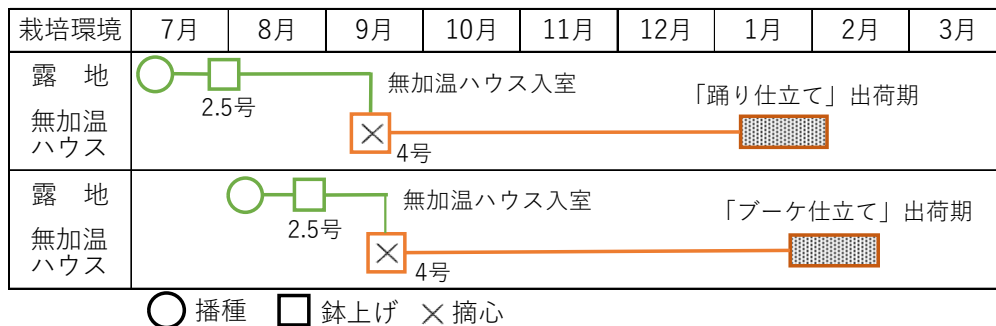 栽培環境 7月 8月 9月 10月 11月 12月 1月 2月 3月
露 地
無加温
ハウス
2.5号
無加温ハウス入室
4号
「踊り仕立て」出荷期
露 地
無加温
ハウス
2.5号
無加温ハウス入室
4号
「ブーケ仕立て」出荷期
播種 鉢上げ 摘心